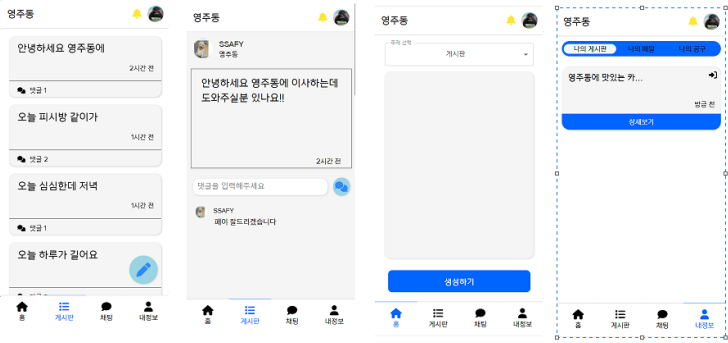 영주동
안녕하세요 영주동에
2시간 전
댓글 1
오늘 피시방 같이가
1시간 전
댓글 2
오늘 심심한데 저녁
1시간 전
댓글 1
오늘 하루가 길어요
홈 게시판 채팅 내정보
영주동
SSAFY
영주동
안녕하세요 영주동에 이사하는데
도와주실분 있나요!!
2시간 전
댓글을 입력해주세요
SSAFY
페이 잘드리겠습니다
홈 게시판 채팅 내정보
영주동
주제 선택
게시판
생성하기
홈 게시판 채팅 내정보
영주동
나의 게시판 나의 배달 나의 공구
영주동에 맛있는 카...
방금 전
상세보기
홈 게시판 채팅 내정보